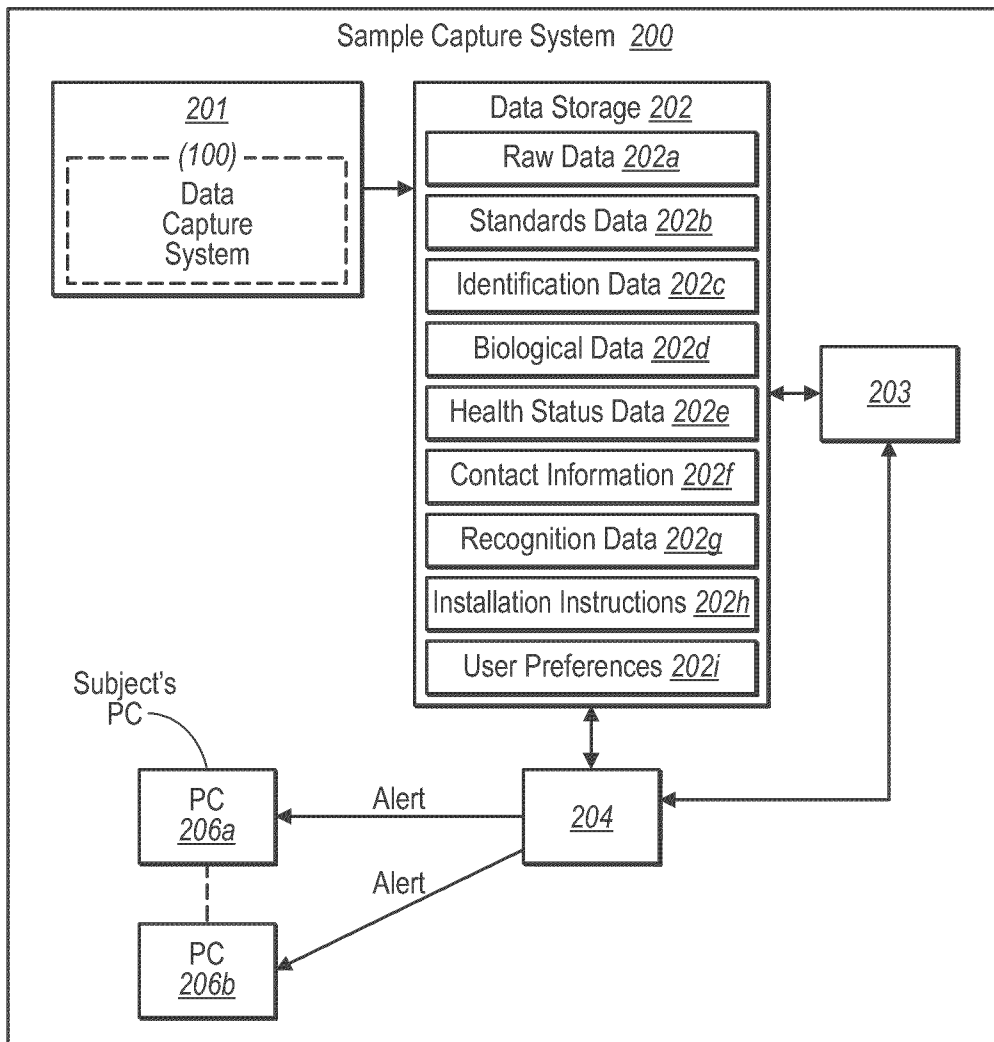 Sample Capture System 200
201
(100)
Data
Capture
System
Data Storage 202
Raw Data 202a
Standards Data 202b
Identification Data 202c
Biological Data 202d
Health Status Data 202e
Contact Information 202f
Recognition Data 202g
Installation Instructions 202h
User Preferences 202i
203
Subject's
PC
PC
206a
Alert
204
Alert
PC
206b